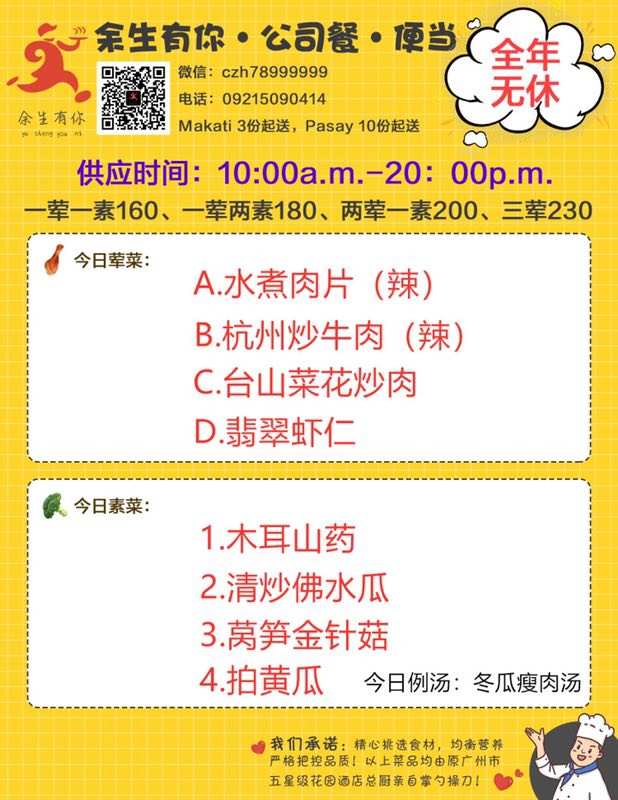 余生有你·公司餐·便当
全年
无休
微信：czh78999999
电话：09215090414
Makati 3份起送，Pasay 10份起送
余生有你
yu sheng you ni
供应时间：10:00a.m.-20：00p.m.
一荤一素160、一荤两素180、两荤一素200、三荤230
今日荤菜：
A.水煮肉片（辣）
B.杭州炒牛肉（辣）
C.台山菜花炒肉
D.翡翠虾仁
今日素菜：
1.木耳山药
2.清炒佛水瓜
3.莴笋金针菇
4.拍黄瓜
今日例汤：冬瓜瘦肉汤
我们承诺：精心挑选食材，均衡营养
严格把控品质！以上菜品均由原广州市
五星级花园酒店总厨亲自掌勺操刀！